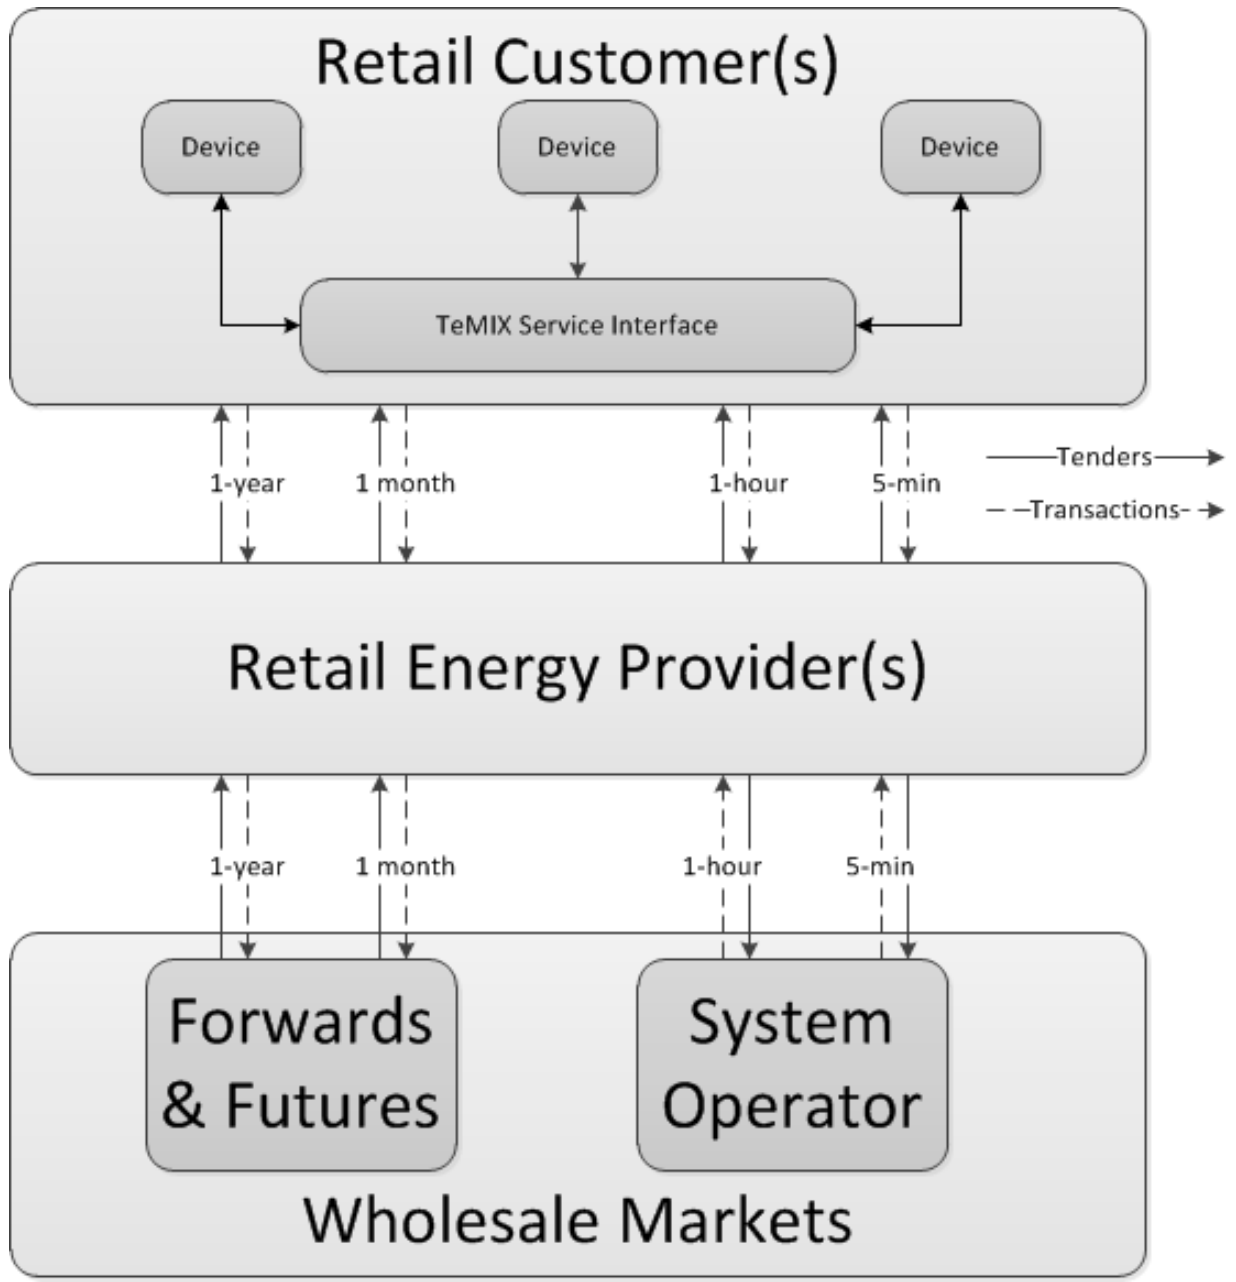 Retail Customer(s)
Device
Device
Device
TeMIX Service Interface
1-year
1 month
1-hour
5-min
Tenders
Transactions
Retail Energy Provider(s)
1-year
1 month
1-hour
5-min
Forwards
& Futures
System
Operator
Wholesale Markets